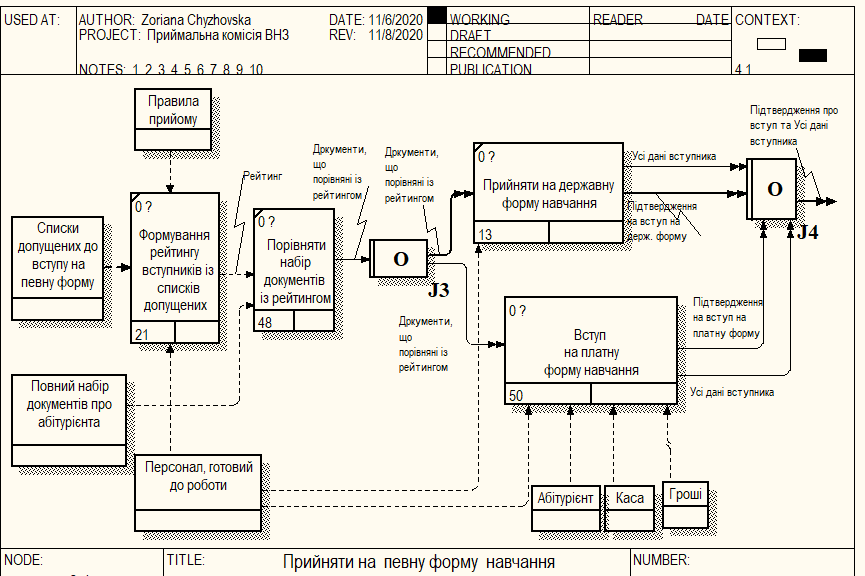 USED AT:
AUTHOR: Zoriana Chyzhovska
DATE: 11/6/2020
WORKING
READER
DATE
CONTEXT:
PROJECT: Приймальна комісія ВНЗ
REV: 11/8/2020
DRAFT
RECOMMENDED
NOTES: 1 2 3 4 5 6 7 8 9 10
PUBLICATION
4.1
Правила
прийому
Списки
допущених до
вступу на
певну форму
0 ?
Формування
рейтингу
вступників із
списків
допущених
21
Рейтинг
0 ?
Порівняти
набір
документів
із рейтингом
48
Дркументи,
що
порівняні із
рейтингом
Дркументи,
що
порівняні із
рейтингом
O
J3
Дркументи,
що
порівняні із
рейтингом
0 ?
Прийняти на державну
форму навчання
13
Усі дані вступника
Підтвердження
на вступ на
держ. форму
Підтвердження про
вступ та Усі дані
вступника
O
J4
0 ?
Вступ
на платну
форму навчання
50
Підтвердження
на вступ на
платну форму
Усі дані вступника
Повний набір
документів про
абітурієнта
Персонал, готовий
до роботи
Абітурієнт
Каса
Гроші
NODE:
TITLE:
Прийняти на певну форму навчання
NUMBER: